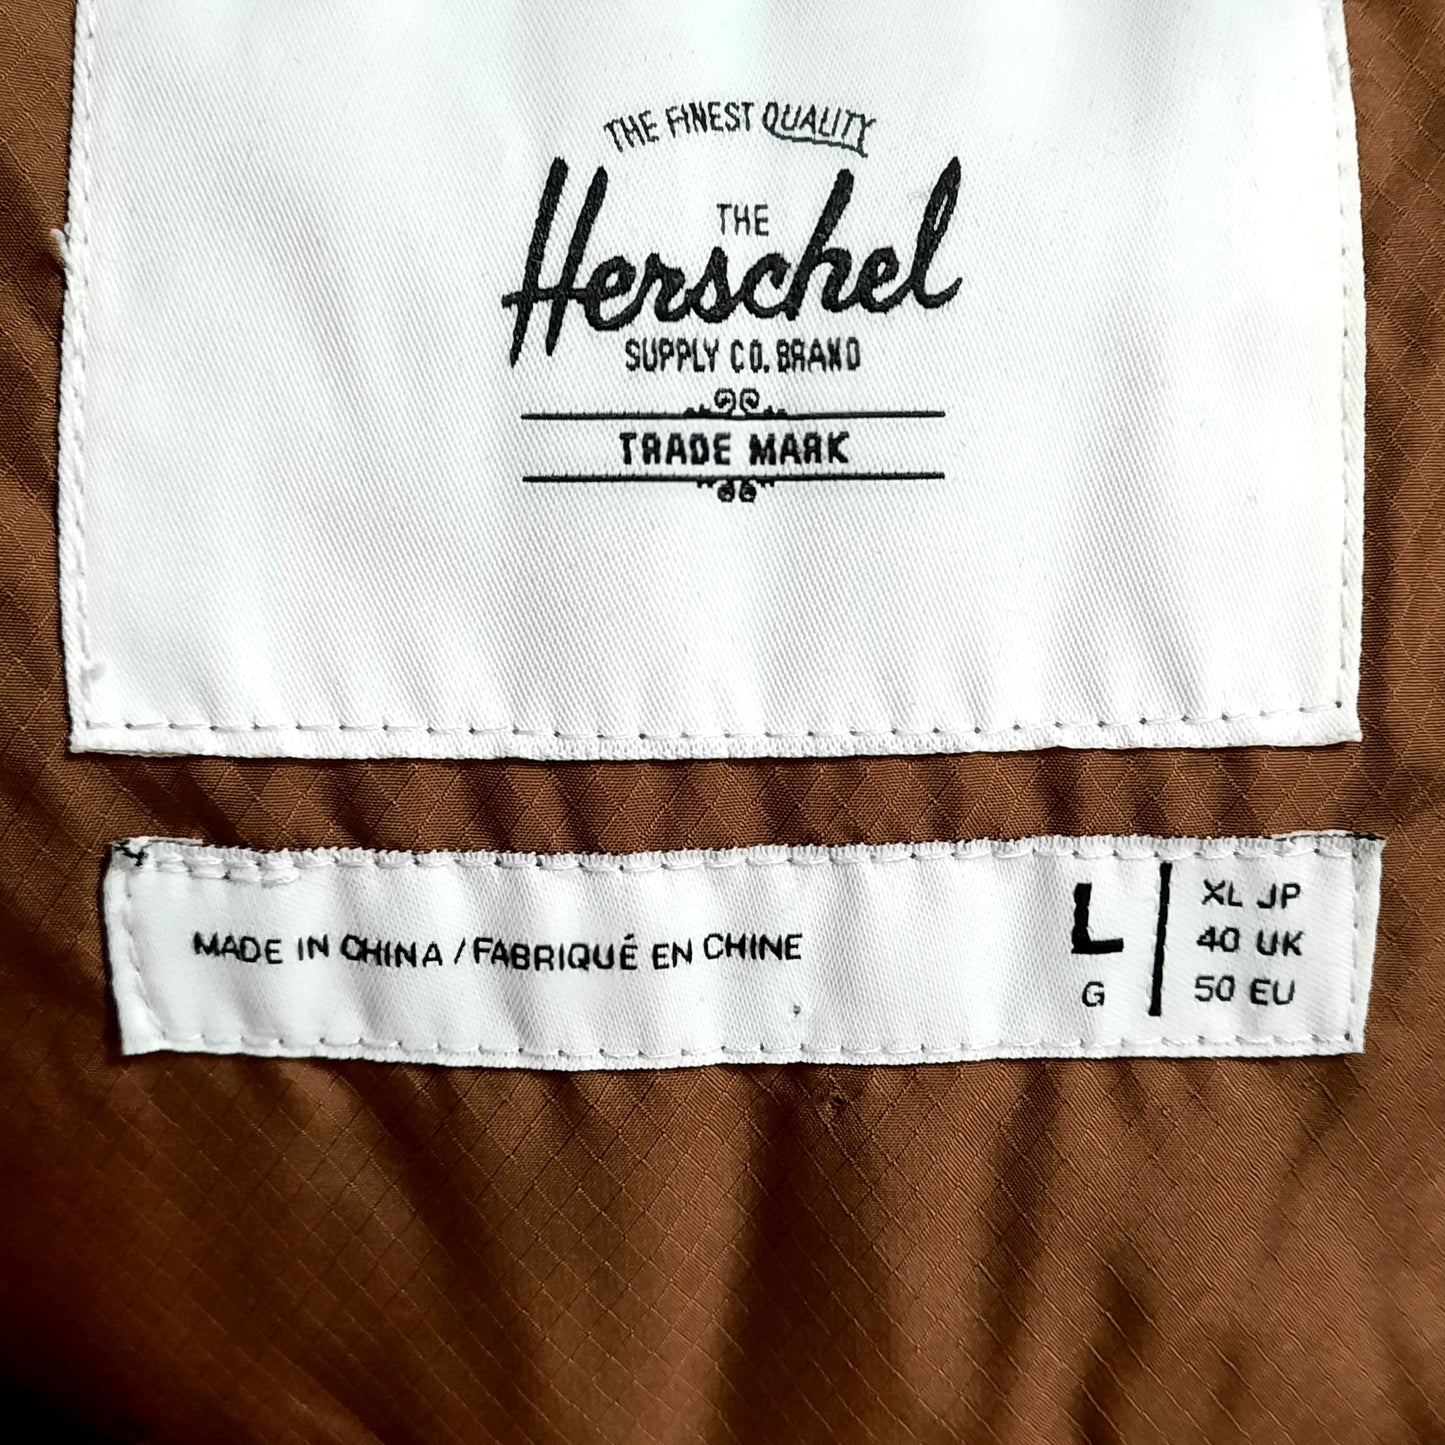 THE FINEST QUALITY
THE
Herschel
SUPPLY CO. BRAND
TRADE MARK
MADE IN CHINA / FABRIQUÉ EN CHINE
L
G
XL JP
40 UK
50 EU